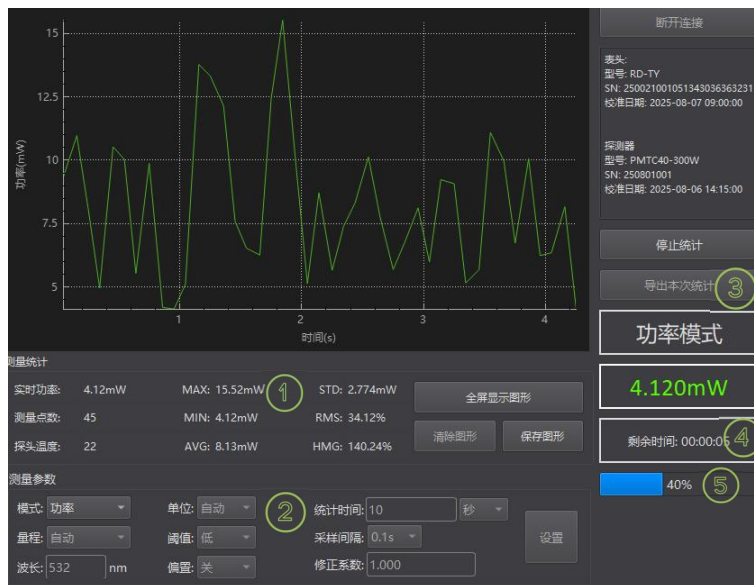 断开连接
表头:
型号: RD-TY
SN: 250021001051343036363231
校准日期: 2025-08-07 09:00:00
探测器
型号: PMTC40-300W
SN: 250801001
校准日期: 2025-08-06 14:15:00
停止统计
导出本次统计
③
功率模式
4.120mW
剩余时间: 00:00:05
④
40%
⑤
功率(mW)
15
12.5
10
7.5
5
1
2
3
4
时间(s)
测量统计
实时功率: 4.12mW MAX: 15.52mW ① STD: 2.774mW
测量点数: 45 MIN: 4.12mW RMS: 34.12%
探头温度: 22 AVG: 8.13mW HMG: 140.24%
全屏显示图形
清除图形 保存图形
测量参数
模式: 功率 单位: 自动 ② 统计时间: 10 秒
量程: 自动 阈值: 低 采样间隔: 0.1s
波长: 532 nm 偏置: 关 修正系数: 1.000
设置